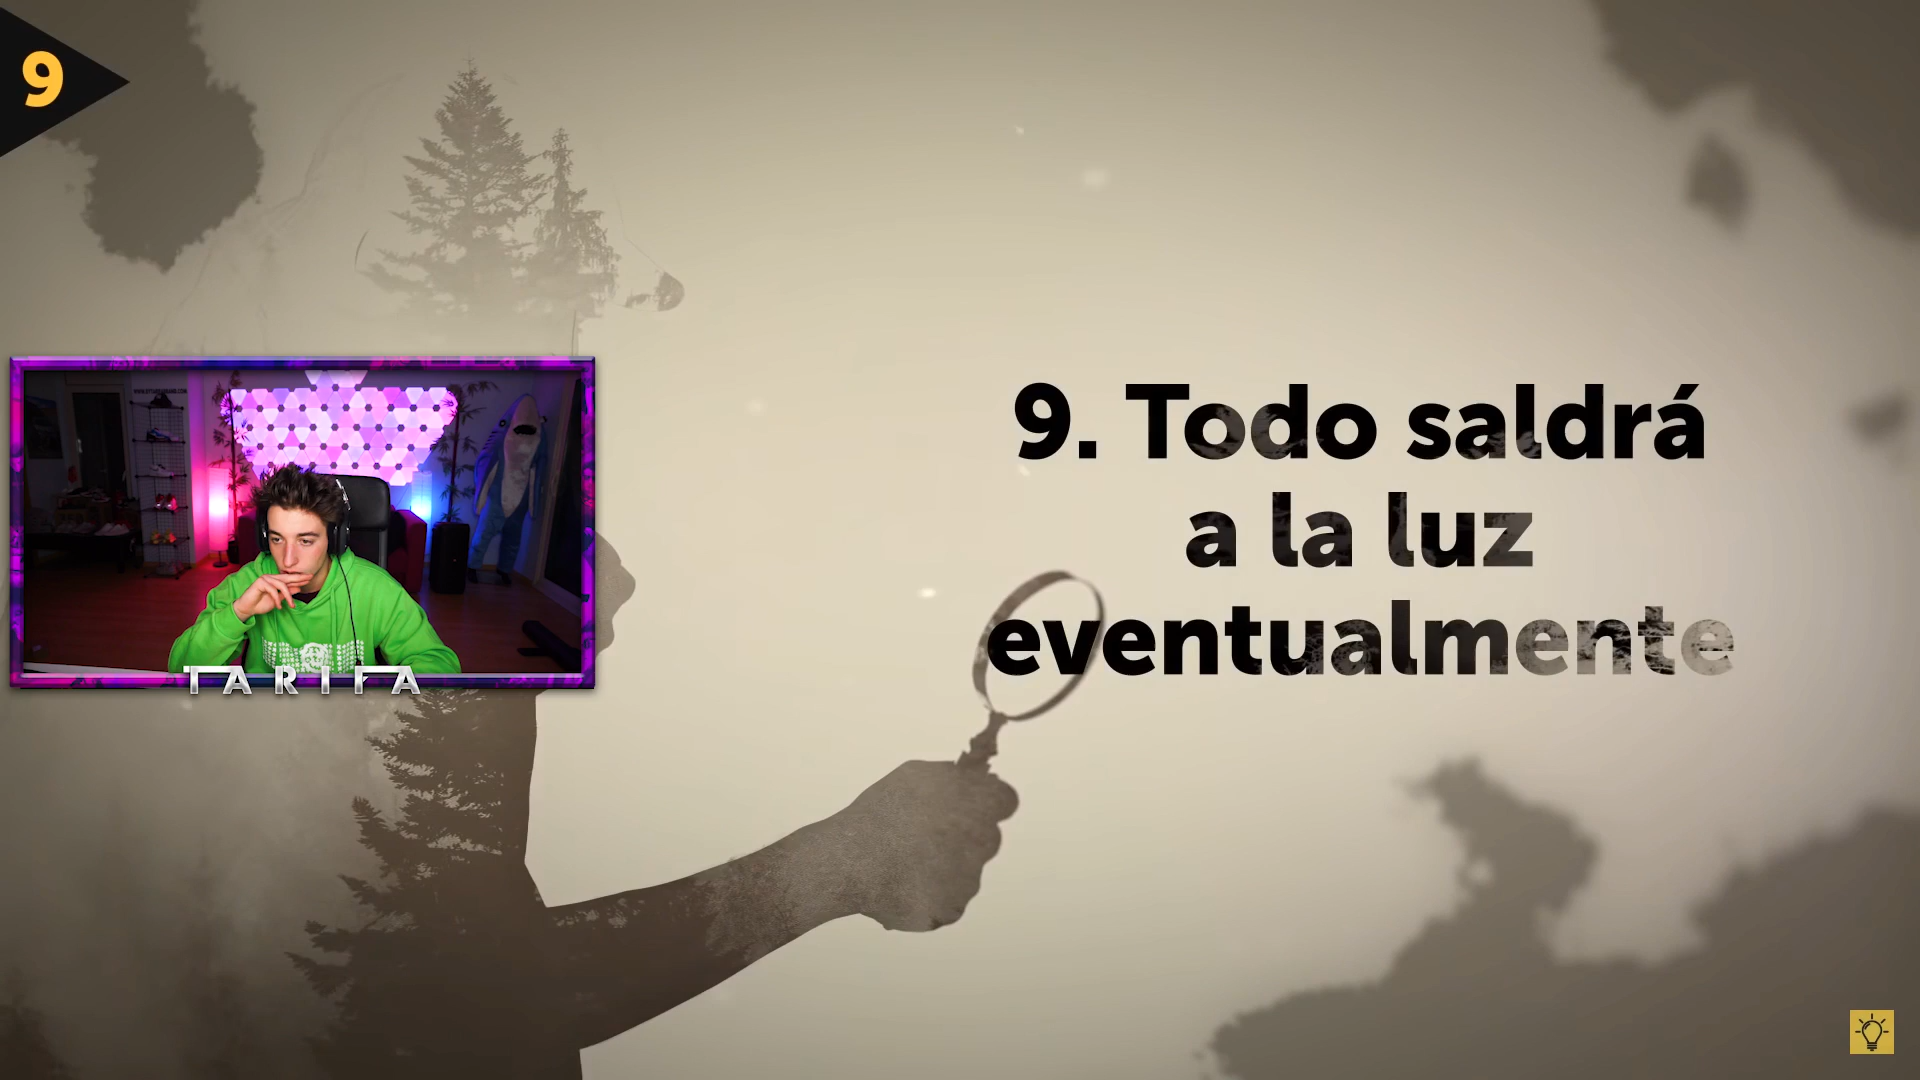 9
9. Todo saldrá
a la luz
eventualmente
TARIFA